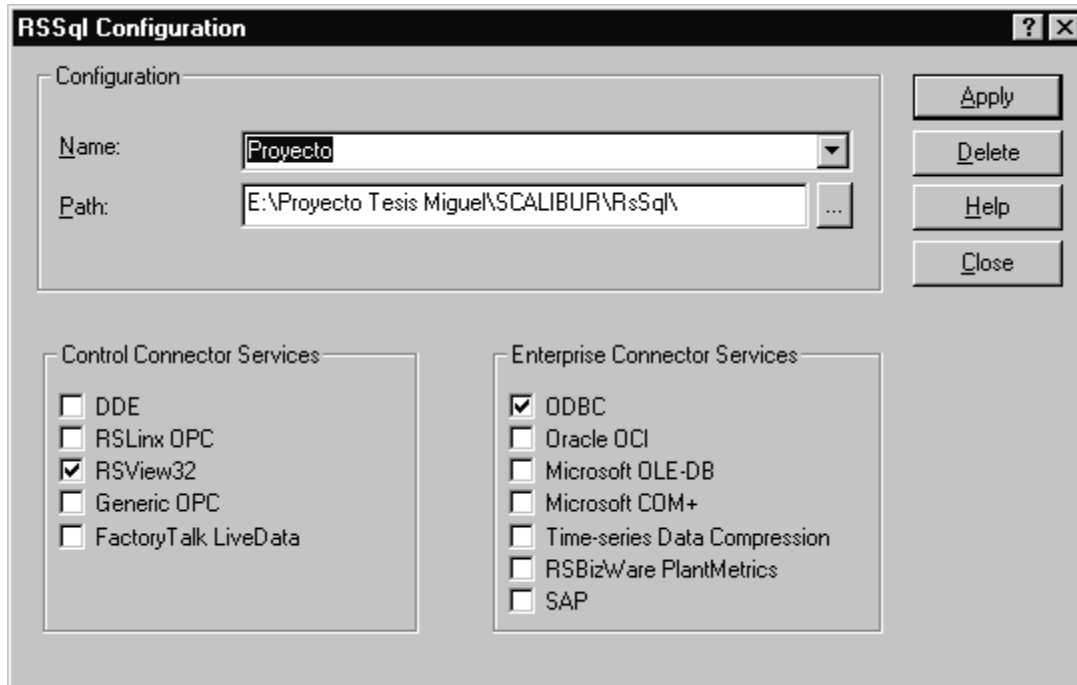 RSSql Configuration
Configuration
Name: Proyecto
Path: E:\Proyecto Tesis Miguel\SCALIBUR\RsSql\ ...
Apply
Delete
Help
Close
Control Connector Services
DDE
RSLinx OPC
RSView32
Generic OPC
FactoryTalk LiveData
Enterprise Connector Services
ODBC
Oracle OCI
Microsoft OLE-DB
Microsoft COM+
Time-series Data Compression
RSBizWare PlantMetrics
SAP